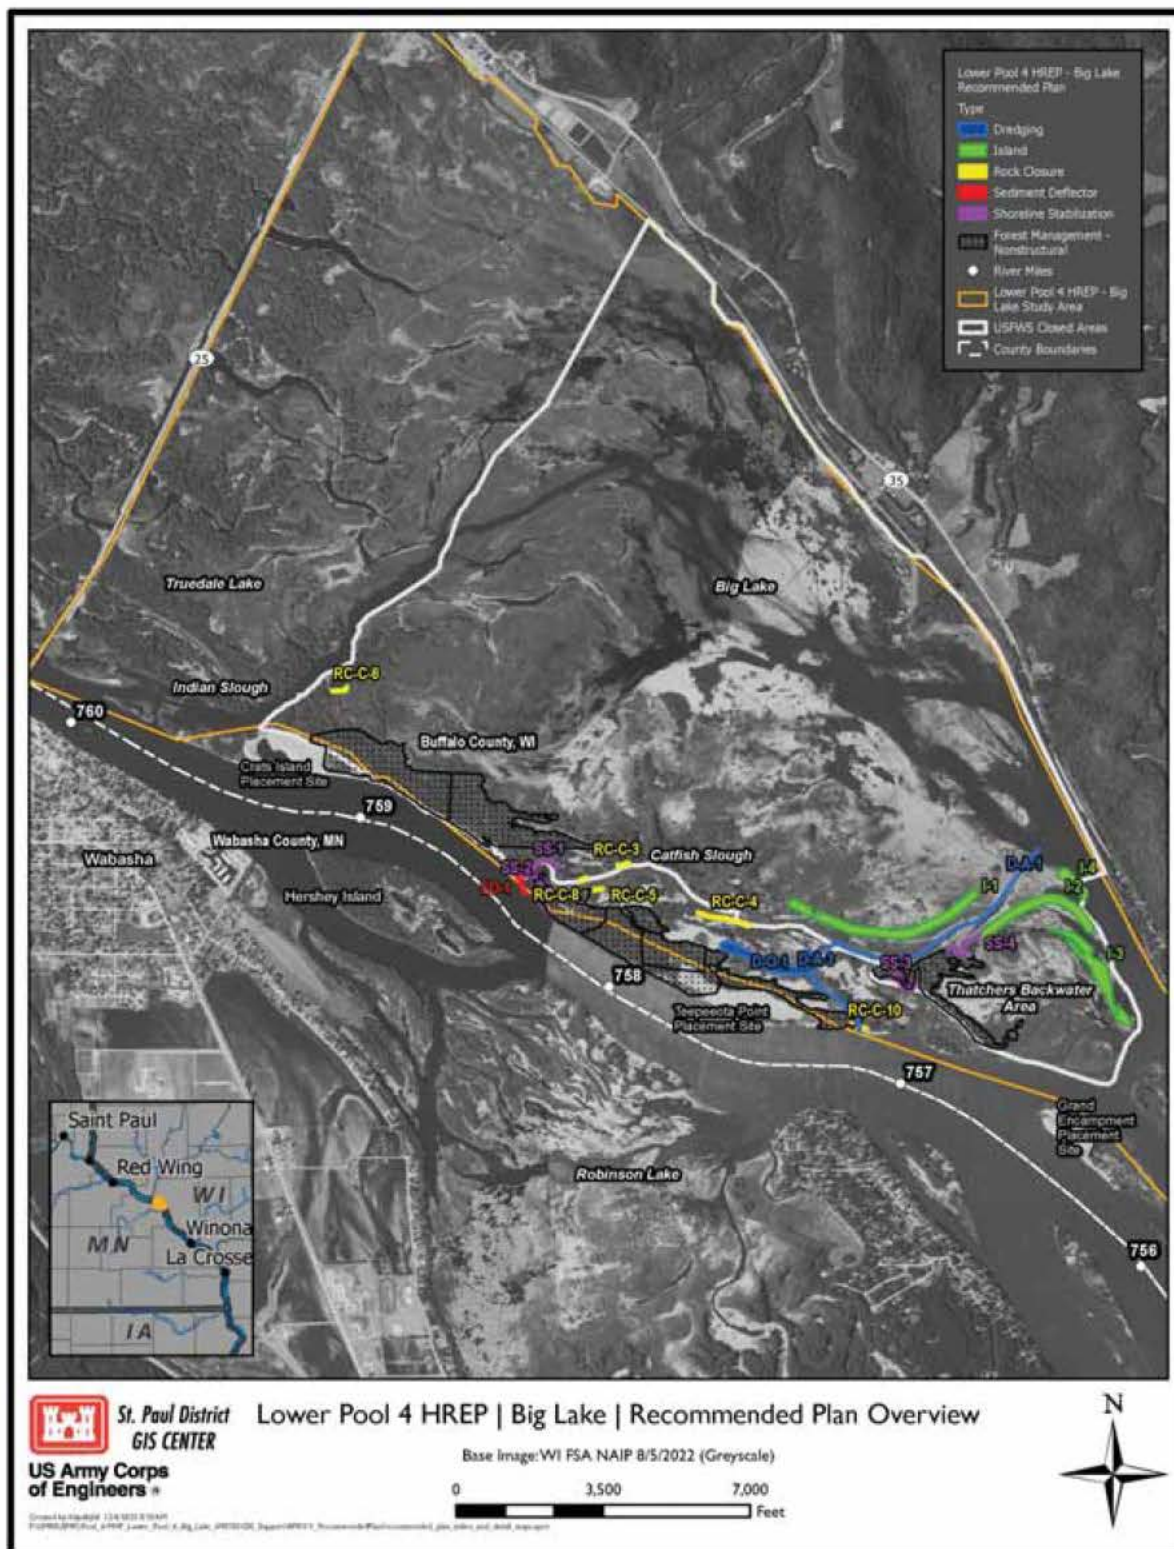 Lower Pool 4 HREP - Big Lake
Recommended Plan
Type
Dredging
Island
Rock Closure
Sediment Deflector
Shoreline Stabilization
Forest Management -
Nonstructural
River Miles
Lower Pool 4 HREP - Big
Lake Study Area
USFWS Closed Areas
County Boundaries
25
35
Truedale Lake
Big Lake
RC-C-6
Indian Slough
760
Buffalo County, WI
Placement Site
759
Wabasha County, MN
Wabasha
SS-1
RC-C-3
Catfish Slough
SS-2
RC-C-8
RC-C-5
Hershey Island
RC-C-4
D-A-1
I-1
I-2
I-3
SS-4
SS-3
D-A-3
758
Thatchers Backwater
Area
Teepeeota Point
Placement Site
RC-C-10
757
Grand
Encampment
Placement
Site
Robinson Lake
756
Saint Paul
Red Wing
WI
Winona
MN
La Crosse
IA
St. Paul District
GIS CENTER
US Army Corps
of Engineers ®
Lower Pool 4 HREP | Big Lake | Recommended Plan Overview
Base Image: WI FSA NAIP 8/5/2022 (Greyscale)
0 3,500 7,000
Feet
N